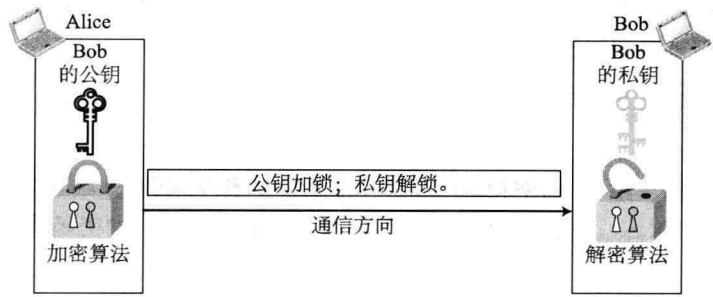 Alice
Bob
Bob
的公钥
Bob
的私钥
公钥加锁；私钥解锁。
通信方向
加密算法
解密算法